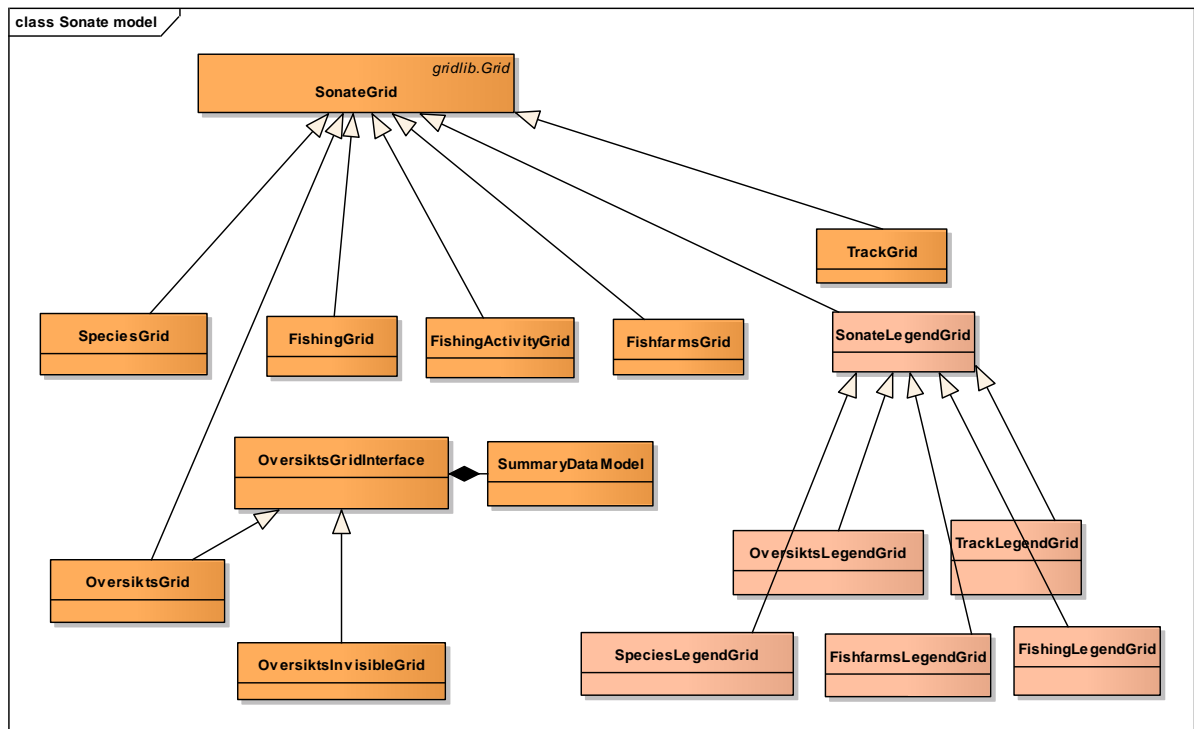 class Sonate model
gridlib.Grid
SonateGrid
TrackGrid
SpeciesGrid
FishingGrid
FishingActivityGrid
FishfarmsGrid
SonateLegendGrid
OversiktsGridInterface
SummaryDataModel
OversiktsLegendGrid
TrackLegendGrid
OversiktsGrid
OversiktsInvisibleGrid
SpeciesLegendGrid
FishfarmsLegendGrid
FishingLegendGrid